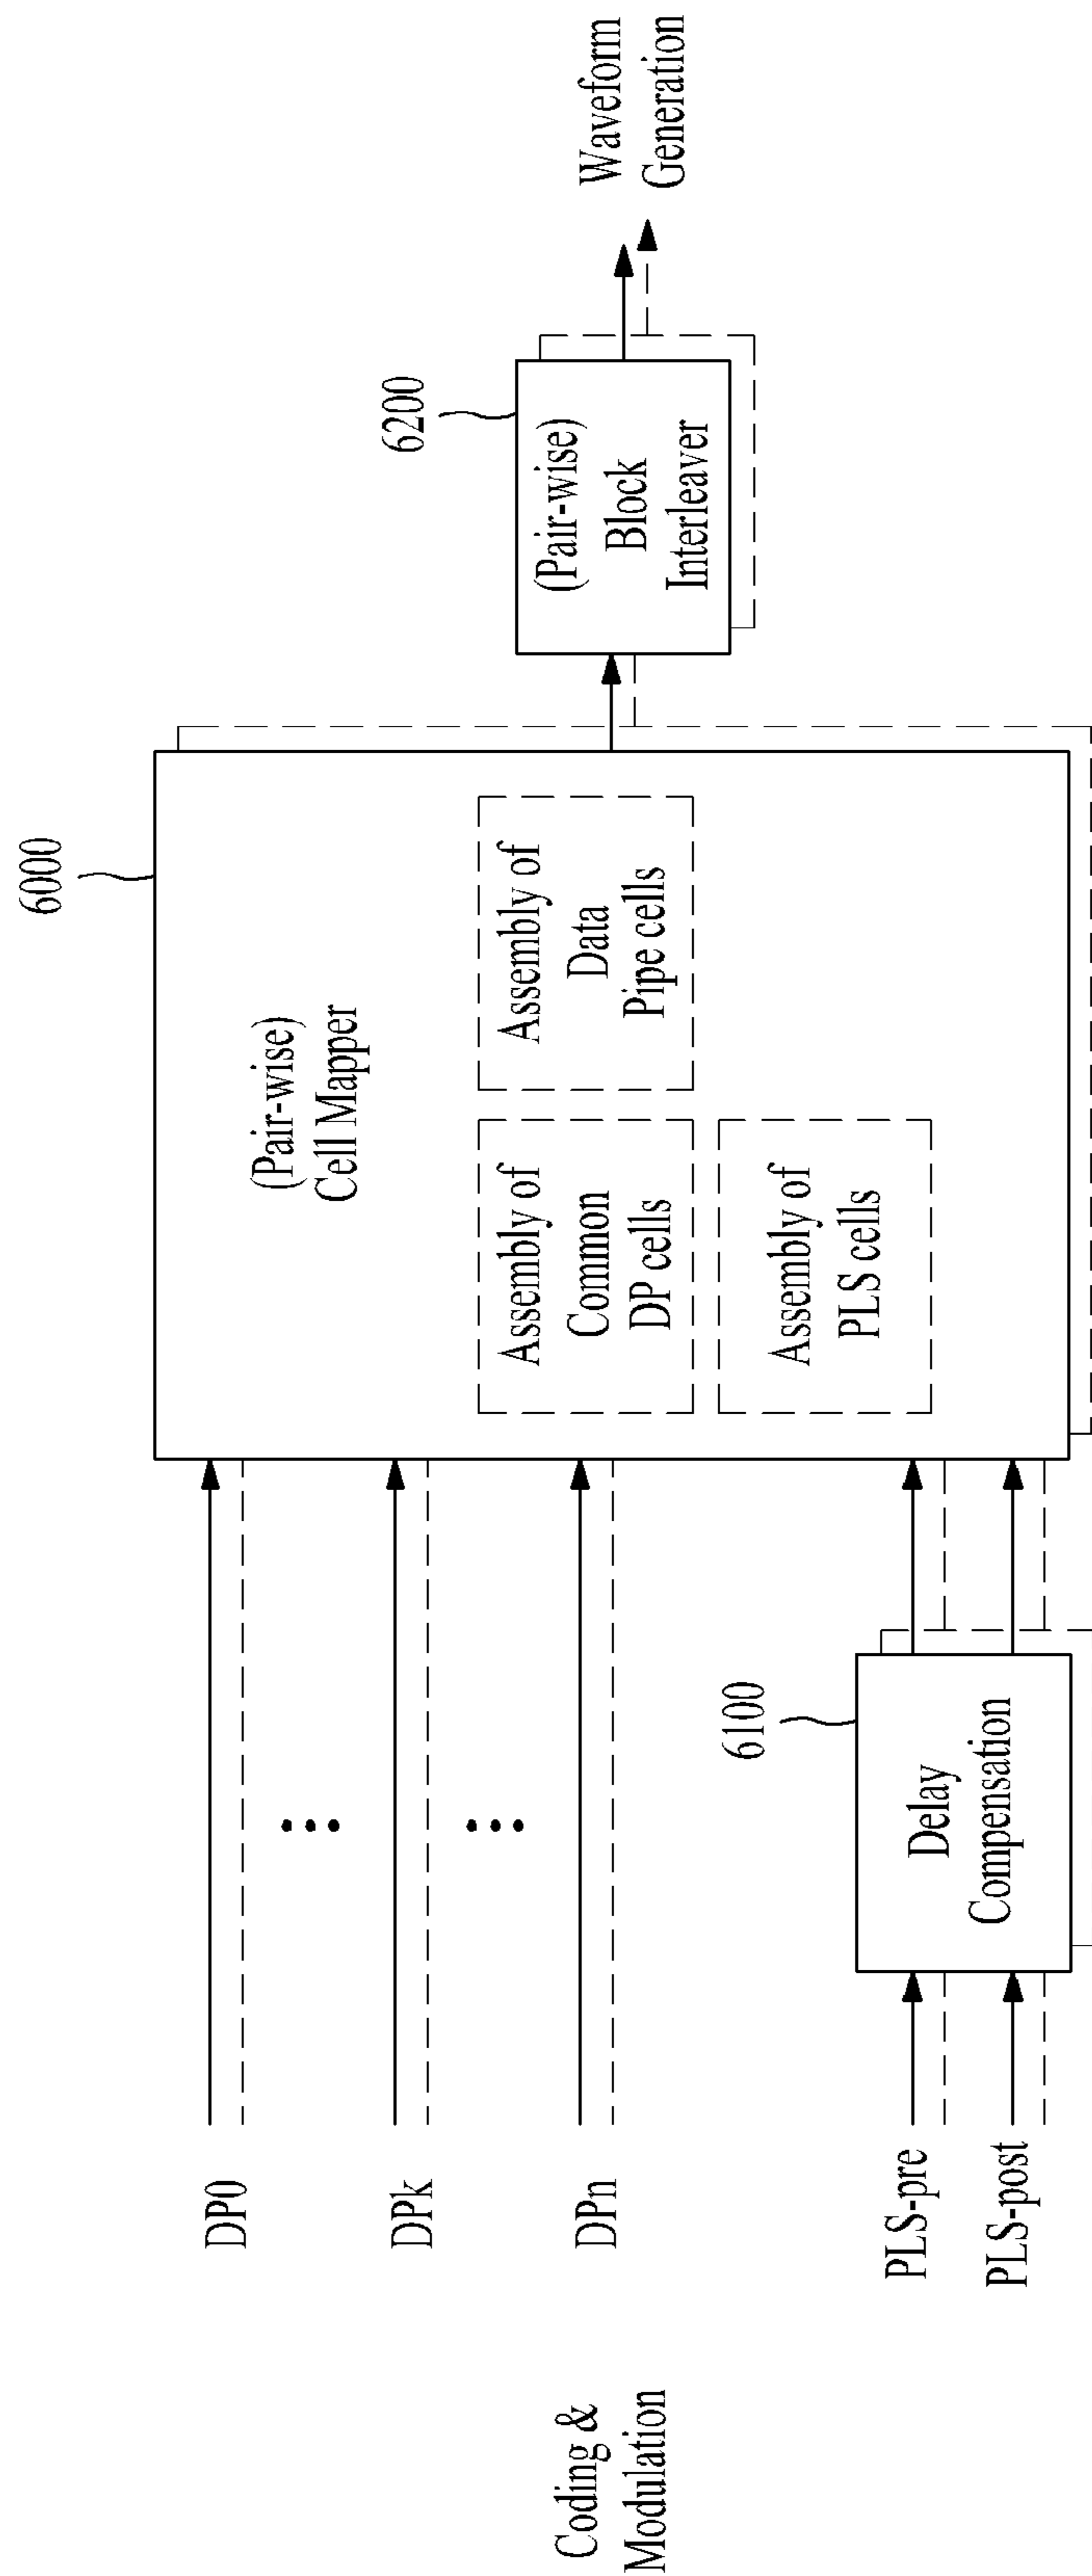 Coding &
Modulation
DP0
DPk
DPn
PLS-pre
PLS-post
6100
Delay
Compensation
6000
(Pair-wise)
Cell Mapper
Assembly of
Common
DP cells
Assembly of
Data
Pipe cells
Assembly of
PLS cells
6200
(Pair-wise)
Block
Interleaver
Waveform
Generation